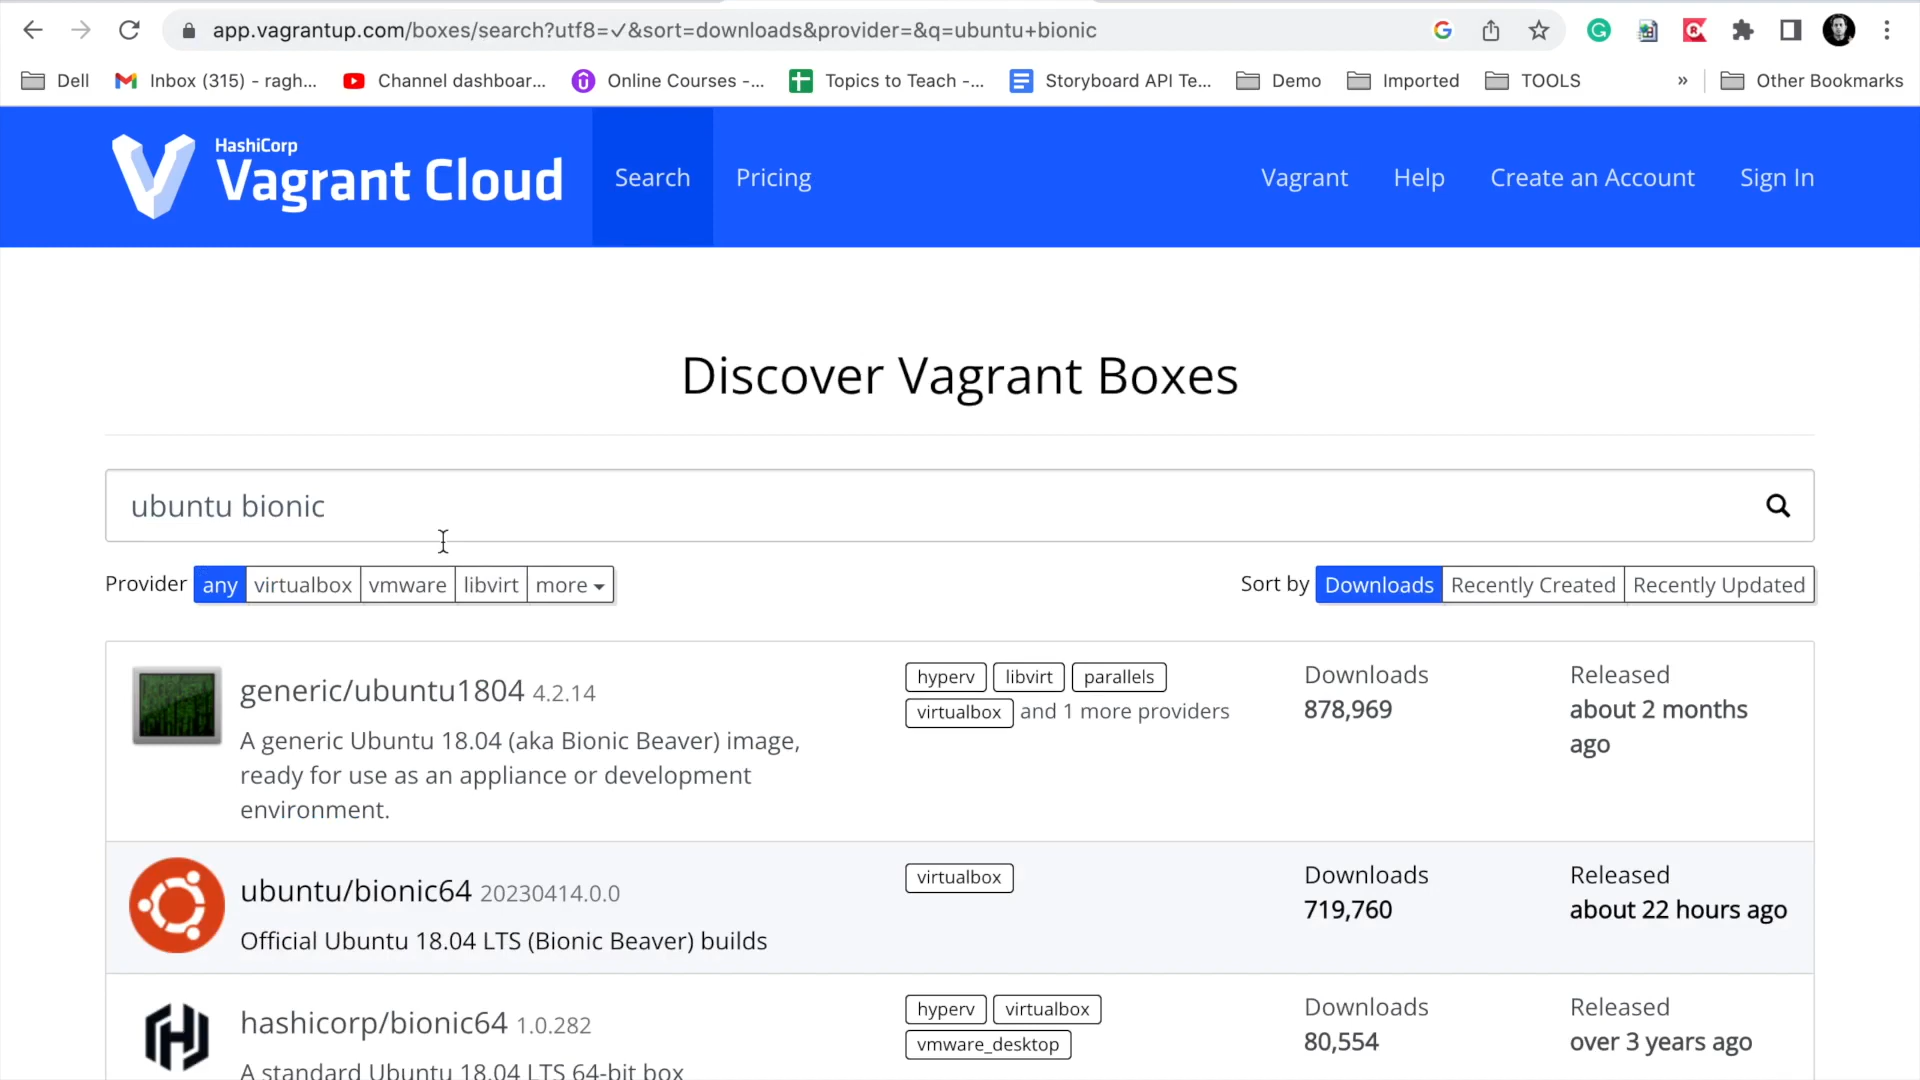 app.vagrantup.com/boxes/search?utf8=✓&sort=downloads&provider=&q=ubuntu+bionic
Dell
Inbox (315) - ragh...
Channel dashboar...
Online Courses -...
Topics to Teach -...
Storyboard API Te...
Demo
Imported
TOOLS
»
Other Bookmarks
HashiCorp
Vagrant Cloud
Search
Pricing
Vagrant
Help
Create an Account
Sign In
Discover Vagrant Boxes
ubuntu bionic
Provider any virtualbox vmware libvirt more
Sort by Downloads Recently Created Recently Updated
generic/ubuntu1804 4.2.14
A generic Ubuntu 18.04 (aka Bionic Beaver) image,
ready for use as an appliance or development
environment.
hyperv libvirt parallels
virtualbox and 1 more providers
Downloads
878,969
Released
about 2 months
ago
ubuntu/bionic64 20230414.0.0
Official Ubuntu 18.04 LTS (Bionic Beaver) builds
virtualbox
Downloads
719,760
Released
about 22 hours ago
hashicorp/bionic64 1.0.282
A standard Ubuntu 18.04 LTS 64-bit box
hyperv virtualbox
vmware_desktop
Downloads
80,554
Released
over 3 years ago